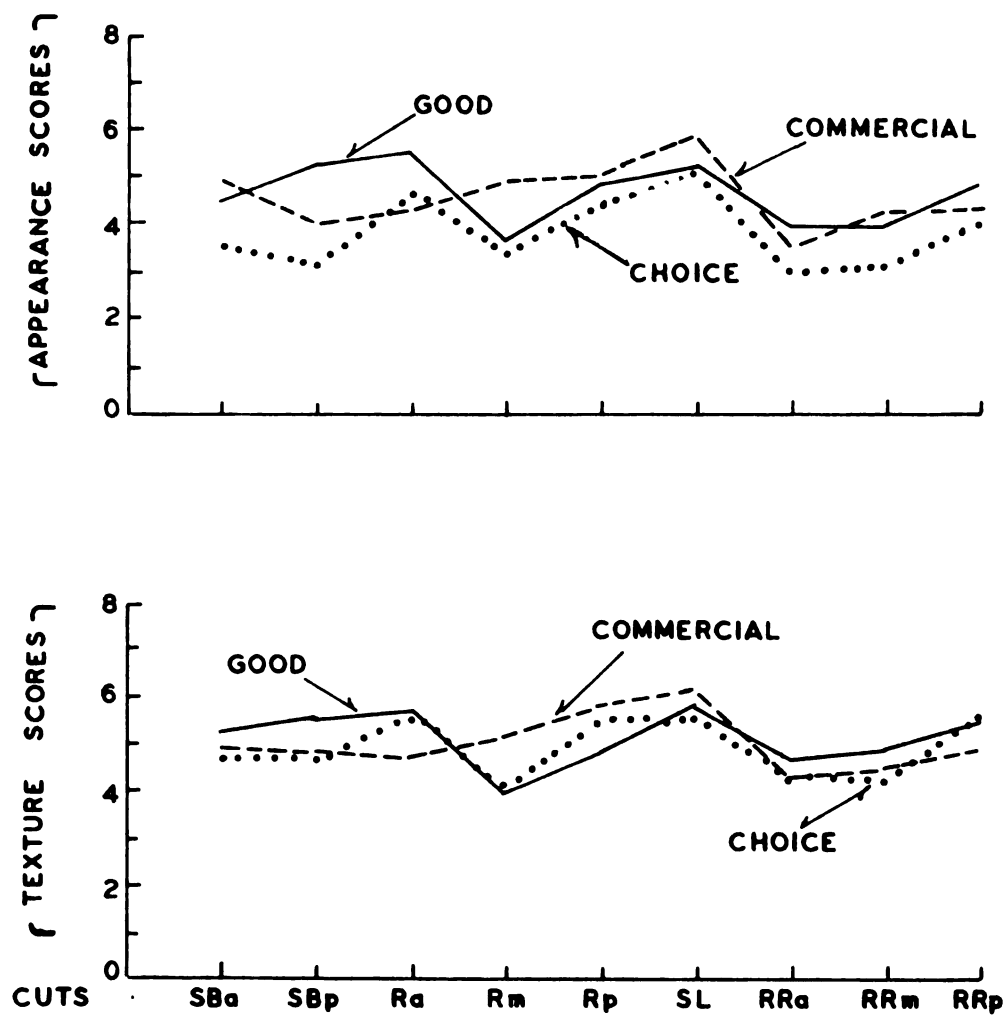 APPEARANCE SCORES
8
6
4
2
0
GOOD
COMMERCIAL
CHOICE
TEXTURE SCORES
8
6
4
2
0
GOOD
COMMERCIAL
CHOICE
CUTS SBa SBp Ra Rm Rp SL RRa RRm RRp